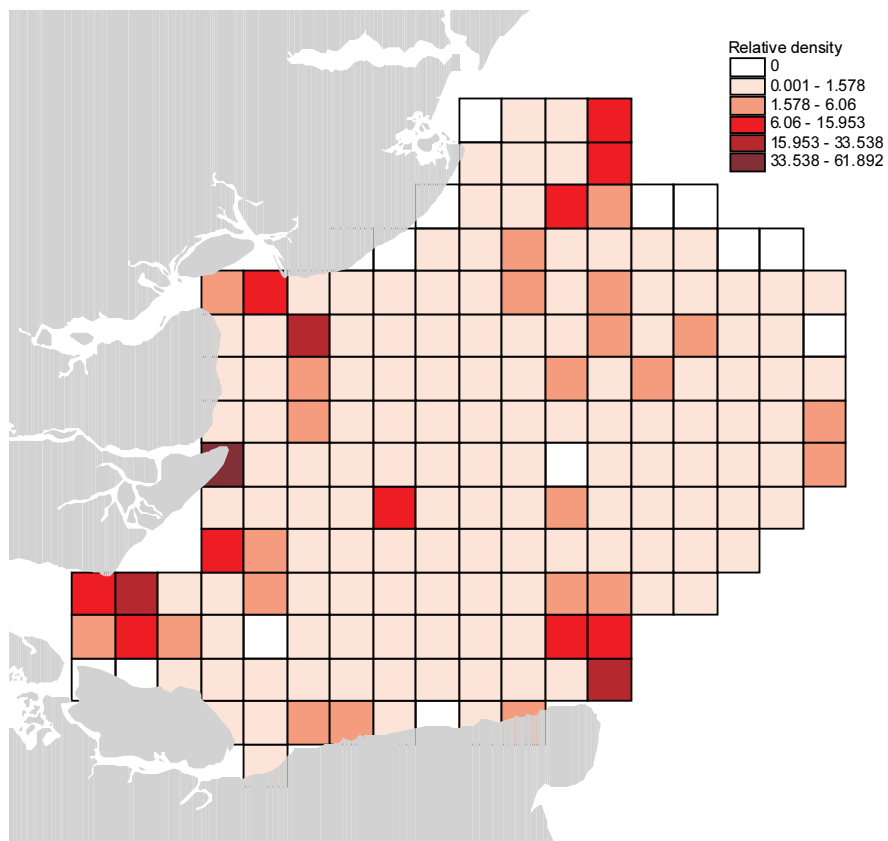 Relative density
0
0.001 - 1.578
1.578 - 6.06
6.06 - 15.953
15.953 - 33.538
33.538 - 61.892